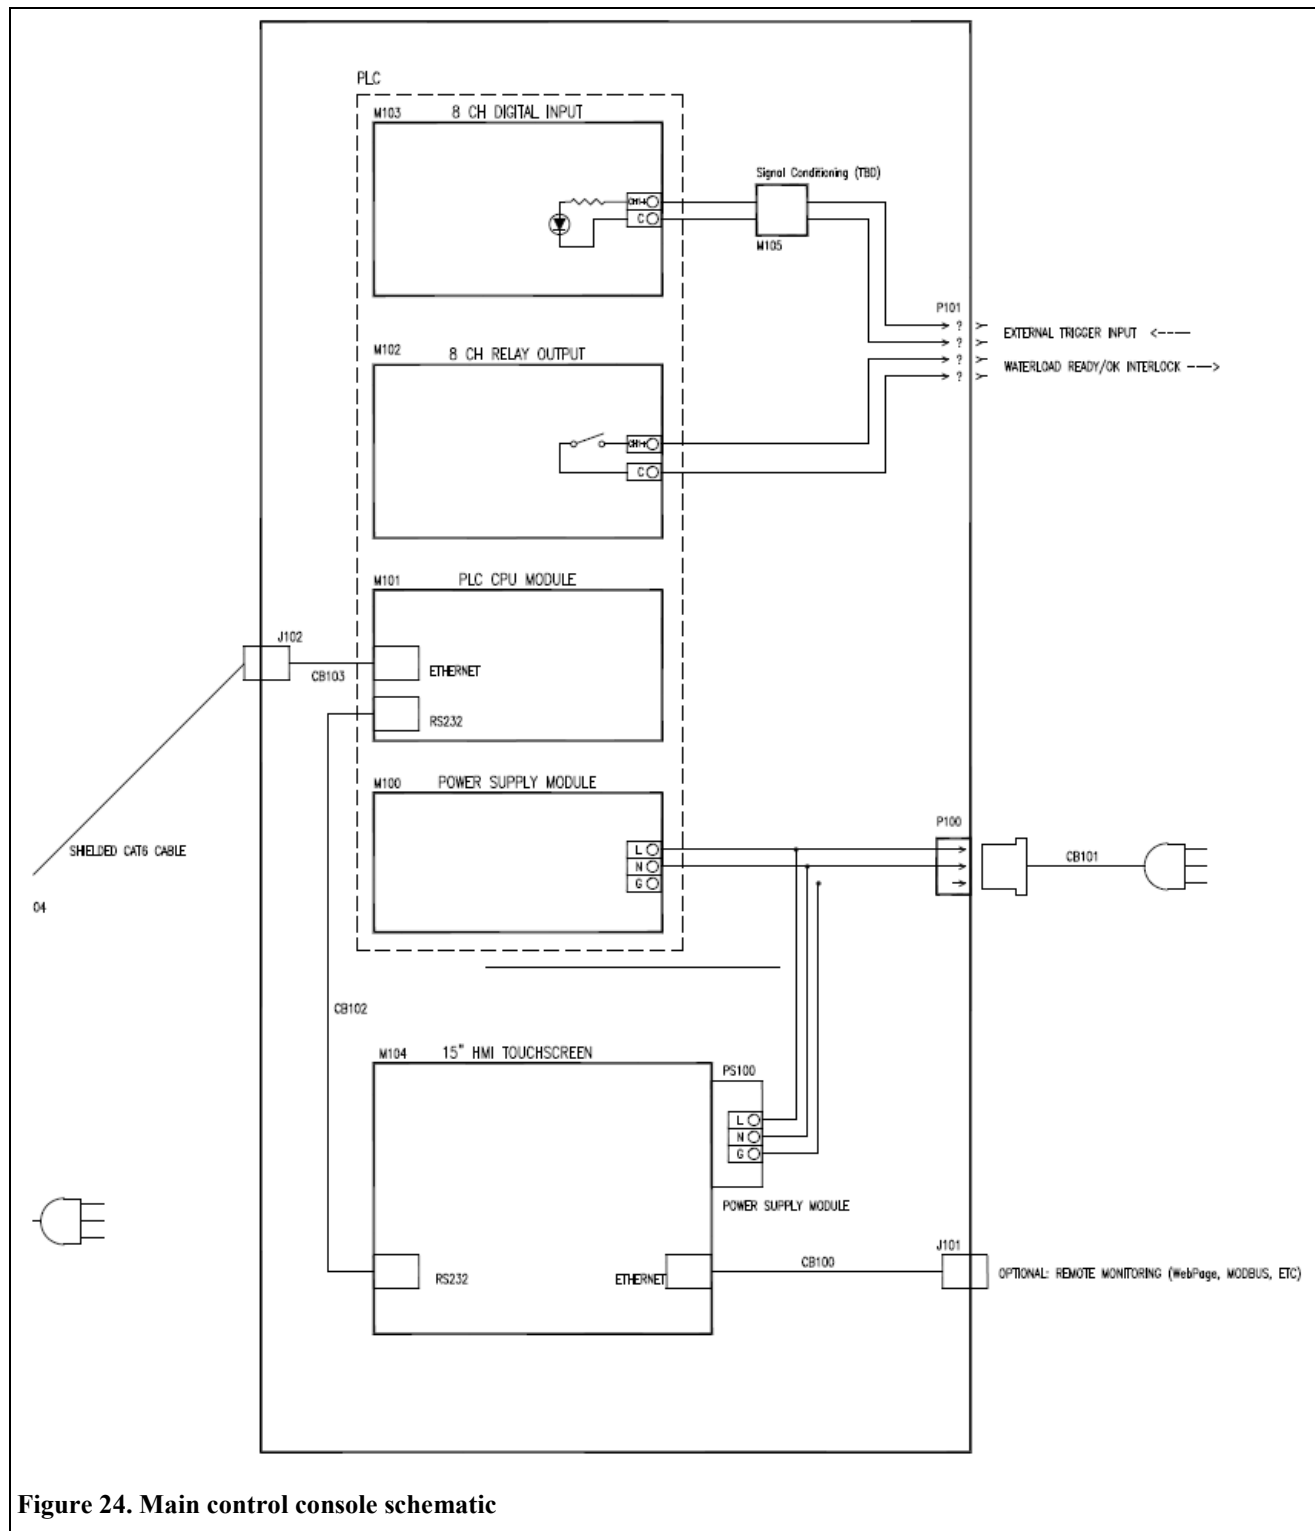 PLC
M103 8 CH DIGITAL INPUT
Signal Conditioning (TBD)
CH1+
C
M105
P101
? EXTERNAL TRIGGER INPUT <----
?
? WATERLOAD READY/OK INTERLOCK --->
?
M102 8 CH RELAY OUTPUT
CH1+
C
M101 PLC CPU MODULE
J102
CB103
ETHERNET
RS232
M100 POWER SUPPLY MODULE
L
N
G
P100
CB101
SHIELDED CAT6 CABLE
04
CB102
M104 15" HMI TOUCHSCREEN
PS100
L
N
G
POWER SUPPLY MODULE
RS232
ETHERNET
CB100
J101
OPTIONAL: REMOTE MONITORING (WebPage, MODBUS, ETC)
Figure 24. Main control console schematic